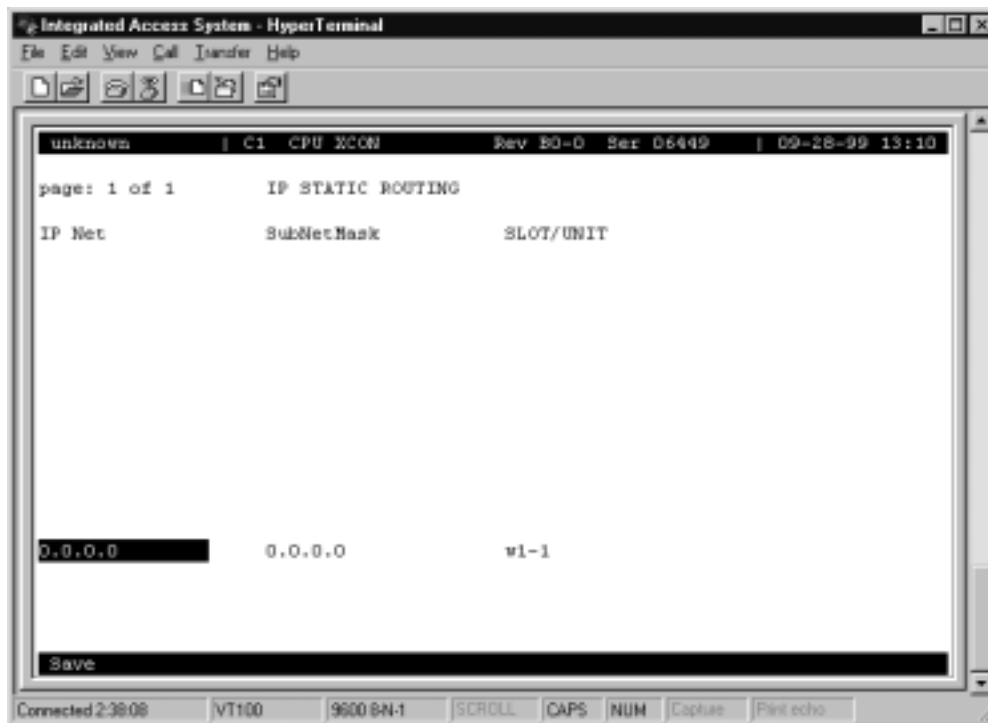 Integrated Access System - HyperTerminal
File Edit View Call Transfer Help
unknown | C1 CPU XCON Rev B0-0 Ser 06449 | 09-28-99 13:10
page: 1 of 1 IP STATIC ROUTING
IP Net SubNetMask SLOT/UNIT
0.0.0.0 0.0.0.0 w1-1
Save
Connected 2:38:08 VT100 9600 8-N-1 SCROLL CAPS NUM Capture Print echo